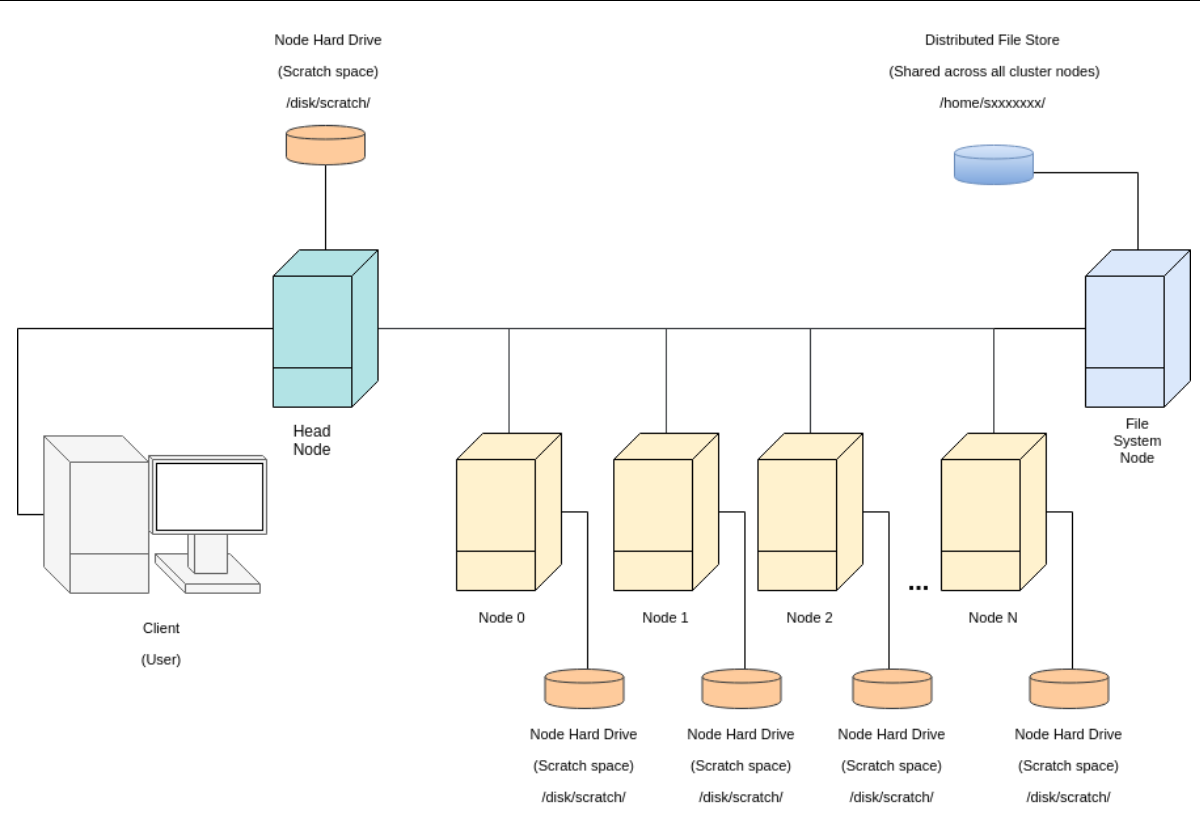 Node Hard Drive
(Scratch space)
/disk/scratch/
Distributed File Store
(Shared across all cluster nodes)
/home/sxxxxxxx/
Head
Node
File
System
Node
Client
(User)
Node 0
Node 1
Node 2
...
Node N
Node Hard Drive
(Scratch space)
/disk/scratch/
Node Hard Drive
(Scratch space)
/disk/scratch/
Node Hard Drive
(Scratch space)
/disk/scratch/
Node Hard Drive
(Scratch space)
/disk/scratch/